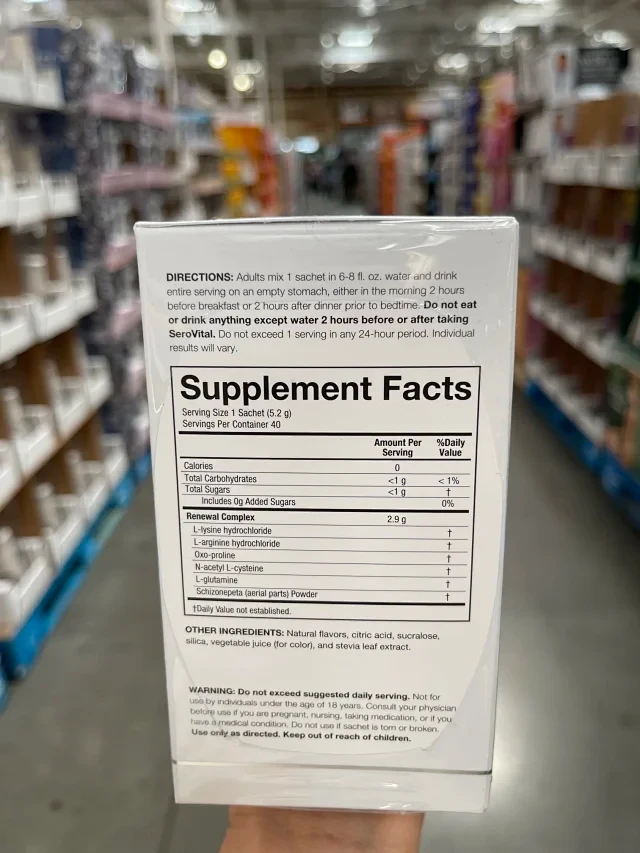 DIRECTIONS: Adults mix 1 sachet in 6-8 fl. oz. water and drink
entire serving on an empty stomach, either in the morning 2 hours
before breakfast or 2 hours after dinner prior to bedtime. Do not eat
or drink anything except water 2 hours before or after taking
SeroVital. Do not exceed 1 serving in any 24-hour period. Individual
results will vary.
Supplement Facts
Serving Size 1 Sachet (5.2 g)
Servings Per Container 40
Amount Per Serving %Daily Value
Calories 0
Total Carbohydrates <1 g < 1%
Total Sugars <1 g †
Includes 0g Added Sugars 0%
Renewal Complex 2.9 g
L-lysine hydrochloride †
L-arginine hydrochloride †
Oxo-proline †
N-acetyl L-cysteine †
L-glutamine †
Schizonepeta (aerial parts) Powder †
†Daily Value not established.
OTHER INGREDIENTS: Natural flavors, citric acid, sucralose,
silica, vegetable juice (for color), and stevia leaf extract.
WARNING: Do not exceed suggested daily serving. Not for
use by individuals under the age of 18 years. Consult your physician
before use if you are pregnant, nursing, taking medication, or if you
have a medical condition. Do not use if sachet is torn or broken.
Use only as directed. Keep out of reach of children.